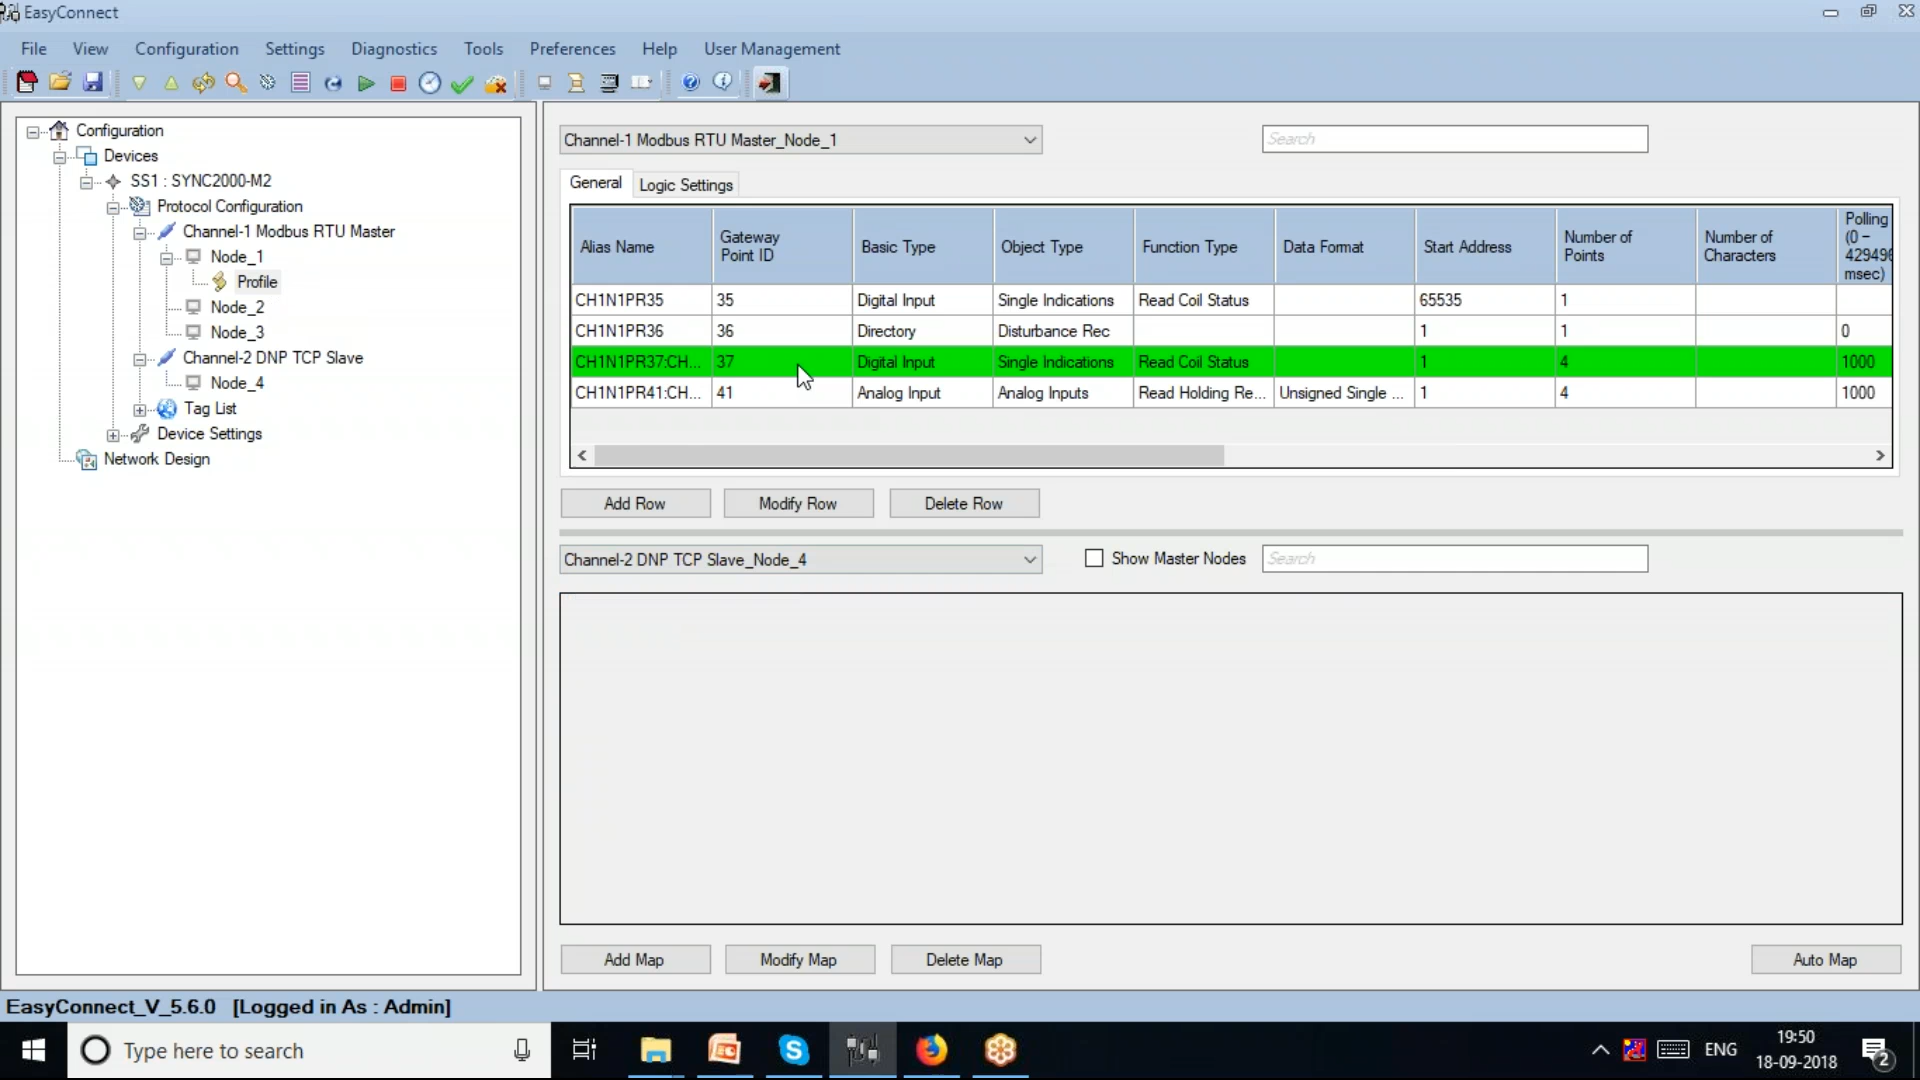 EasyConnect
File View Configuration Settings Diagnostics Tools Preferences Help User Management
Configuration
Devices
SS1 : SYNC2000-M2
Protocol Configuration
Channel-1 Modbus RTU Master
Node_1
Profile
Node_2
Node_3
Channel-2 DNP TCP Slave
Node_4
Tag List
Device Settings
Network Design
Channel-1 Modbus RTU Master_Node_1
Search
General Logic Settings
Alias Name Gateway Point ID Basic Type Object Type Function Type Data Format Start Address Number of Points Number of Characters Polling (0 - 429496 msec)
CH1N1PR35 35 Digital Input Single Indications Read Coil Status 65535 1
CH1N1PR36 36 Directory Disturbance Rec 1 1 0
CH1N1PR37:CH... 37 Digital Input Single Indications Read Coil Status 1 4 1000
CH1N1PR41:CH... 41 Analog Input Analog Inputs Read Holding Re... Unsigned Single ... 1 4 1000
Add Row Modify Row Delete Row
Channel-2 DNP TCP Slave_Node_4 Show Master Nodes Search
Add Map Modify Map Delete Map Auto Map
EasyConnect_V_5.6.0 [Logged in As : Admin]
Type here to search
ENG
19:50
18-09-2018
2